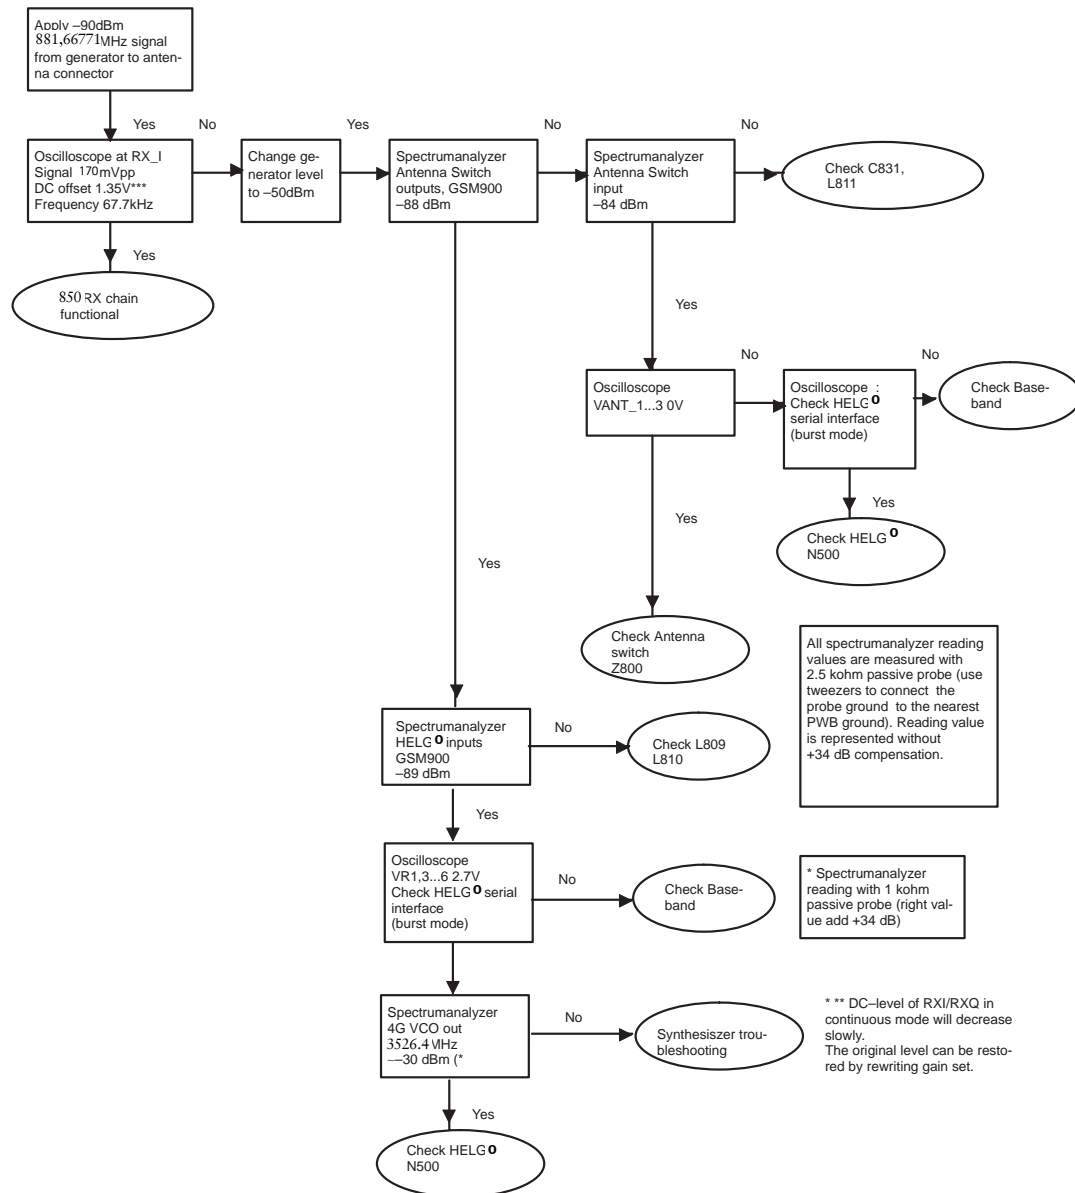 Apply –90dBm
881,66771MHz signal
from generator to anten-
na connector
Yes
No
Yes
No
No
Oscilloscope at RX_I
Signal 170mVpp
DC offset 1.35V***
Frequency 67.7kHz
Change ge-
nerator level
to –50dBm
Spectrumanalyzer
Antenna Switch
outputs, GSM900
–88 dBm
Spectrumanalyzer
Antenna Switch
input
–84 dBm
Check C831,
L811
Yes
850 RX chain
functional
Yes
No
No
Oscilloscope
VANT_1...3 0V
Oscilloscope :
Check HELG0
serial interface
(burst mode)
Check Base-
band
Yes
Yes
Check HELG0
N500
Yes
Check Antenna
switch
Z800
All spectrumanalyzer reading
values are measured with
2.5 kohm passive probe (use
tweezers to connect the
probe ground to the nearest
PWB ground). Reading value
is represented without
+34 dB compensation.
Spectrumanalyzer
HELG0 inputs
GSM900
–89 dBm
No
Check L809
L810
Yes
Oscilloscope
VR1,3...6 2.7V
Check HELG0 serial
interface
(burst mode)
No
Check Base-
band
* Spectrumanalyzer
reading with 1 kohm
passive probe (right val-
ue add +34 dB)
Spectrumanalyzer
4G VCO out
3526.4 MHz
~–30 dBm (*
No
Synthesiszer trou-
bleshooting
* ** DC–level of RXI/RXQ in
continuous mode will decrease
slowly.
The original level can be resto-
red by rewriting gain set.
Yes
Check HELG0
N500